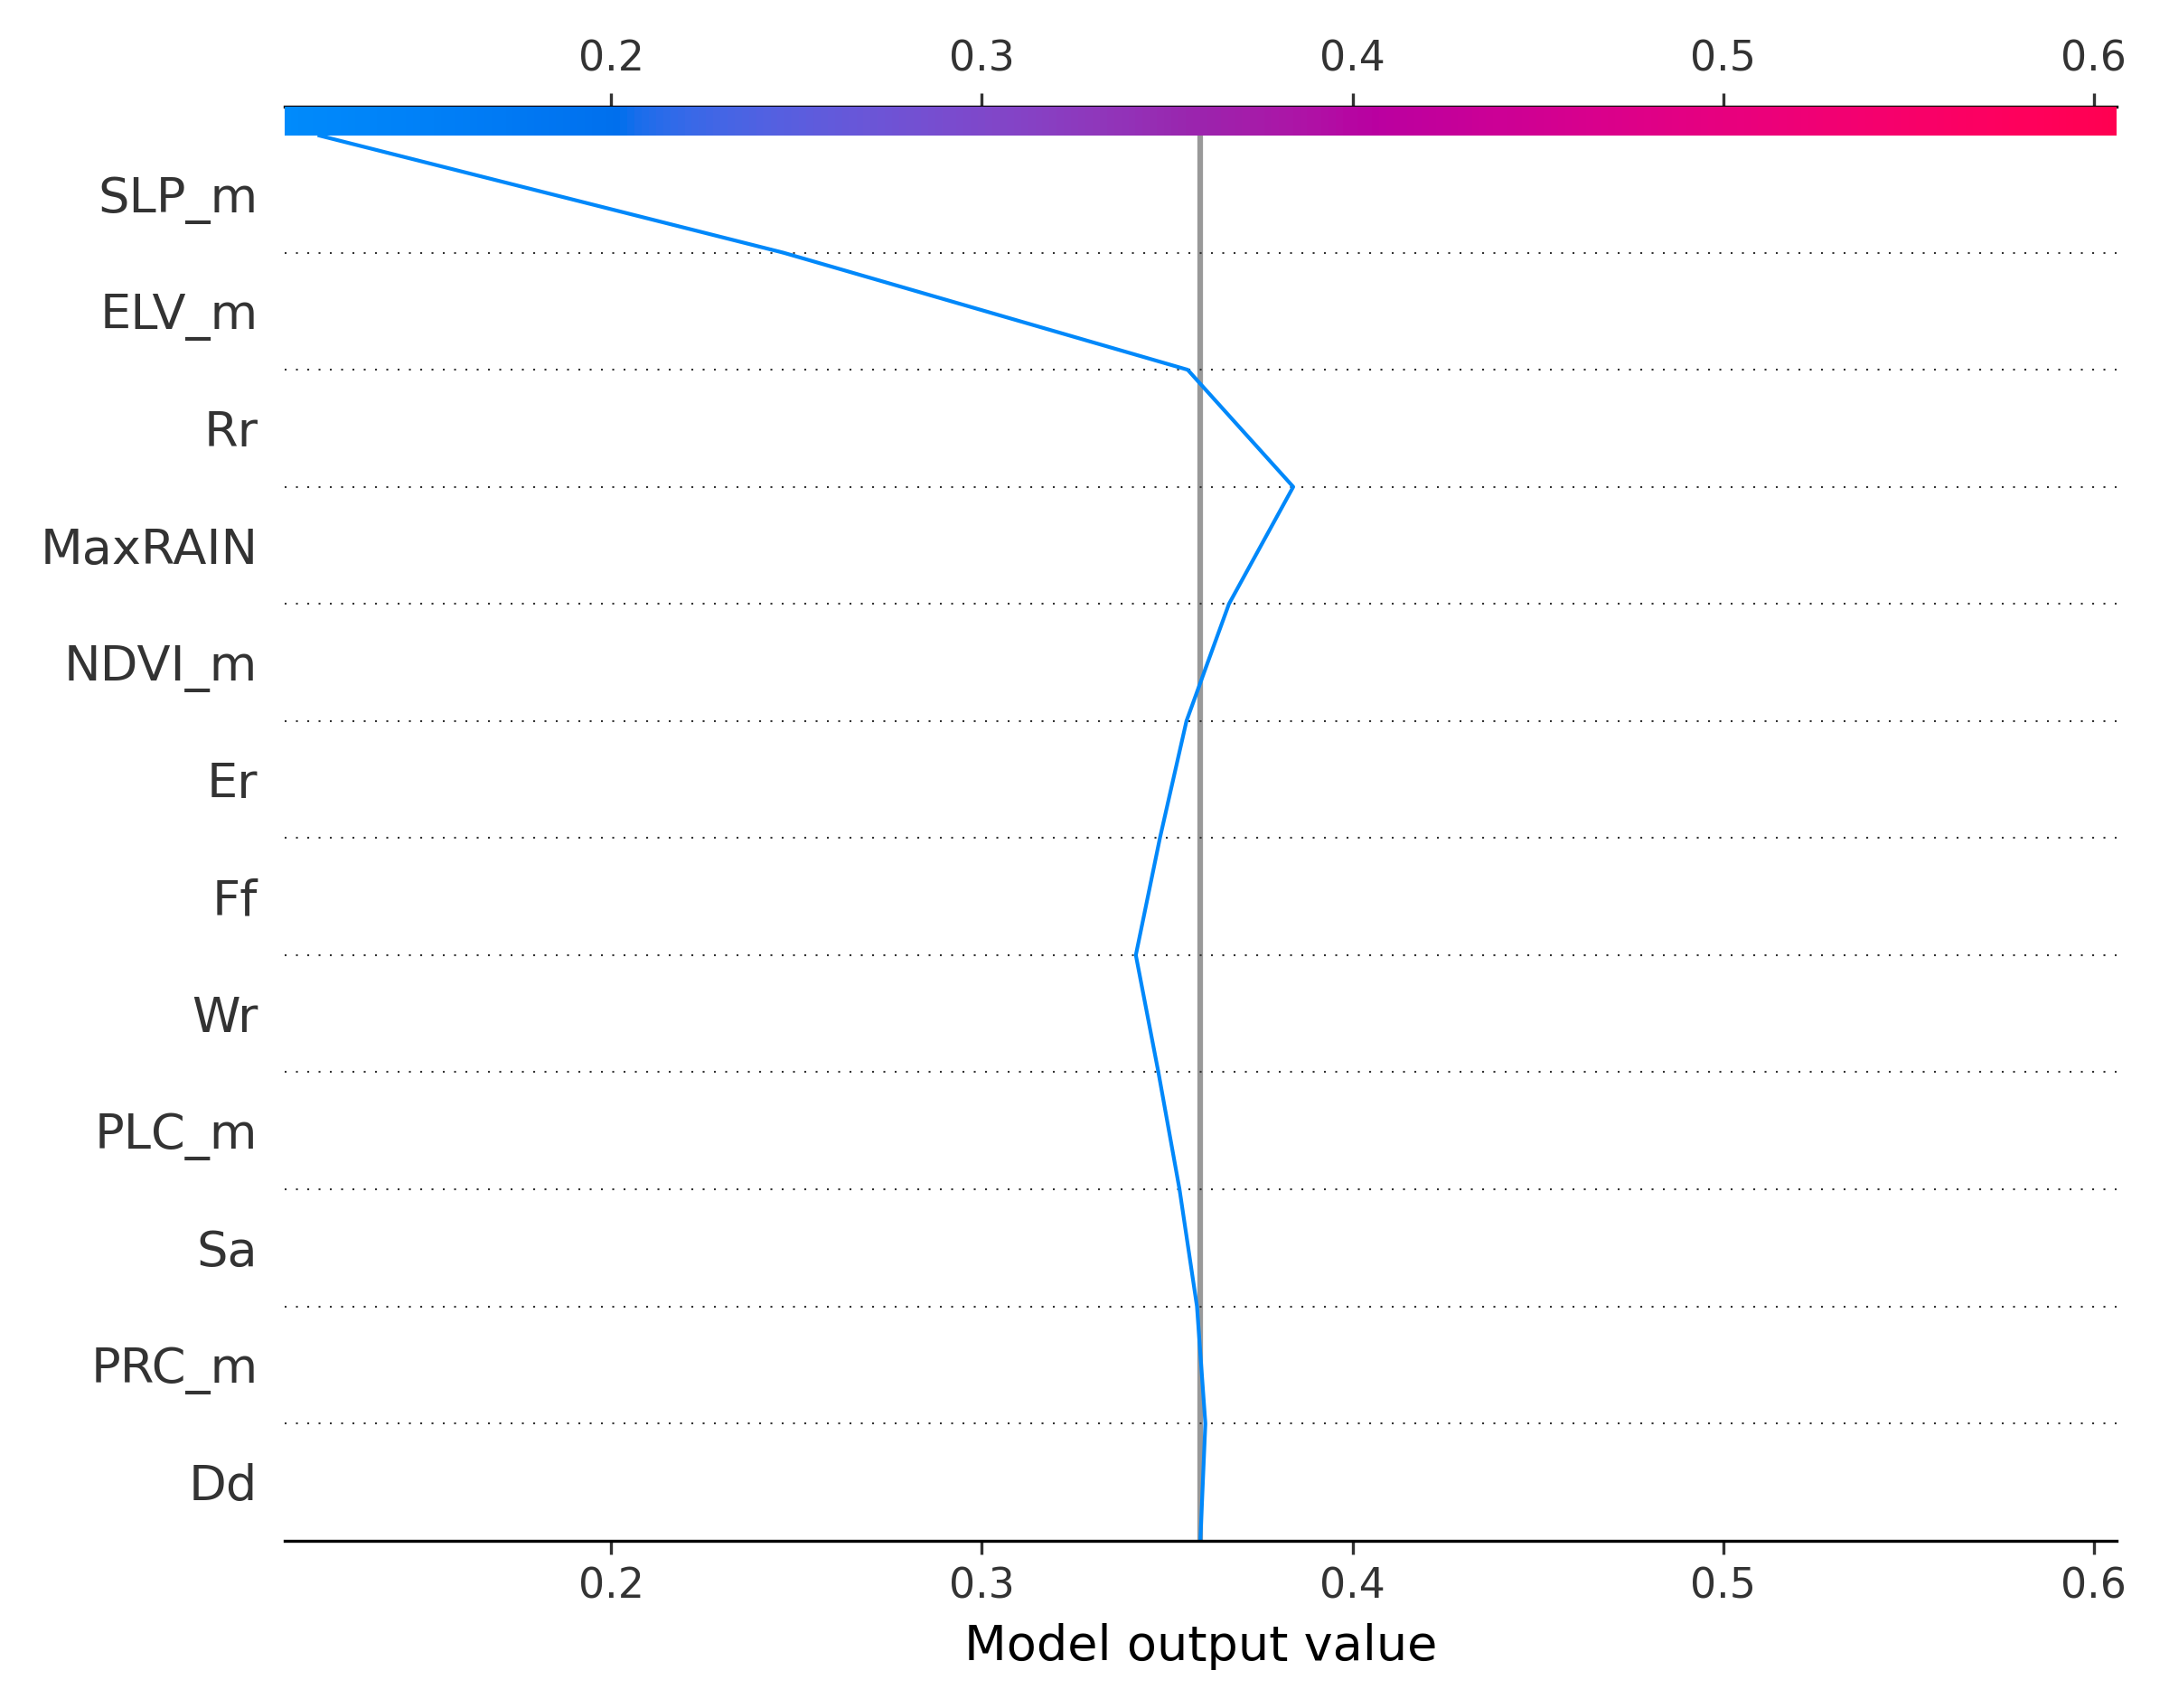 0.2 0.3 0.4 0.5 0.6
SLP_m
ELV_m
Rr
MaxRAIN
NDVI_m
Er
Ff
Wr
PLC_m
Sa
PRC_m
Dd
0.2 0.3 0.4 0.5 0.6
Model output value